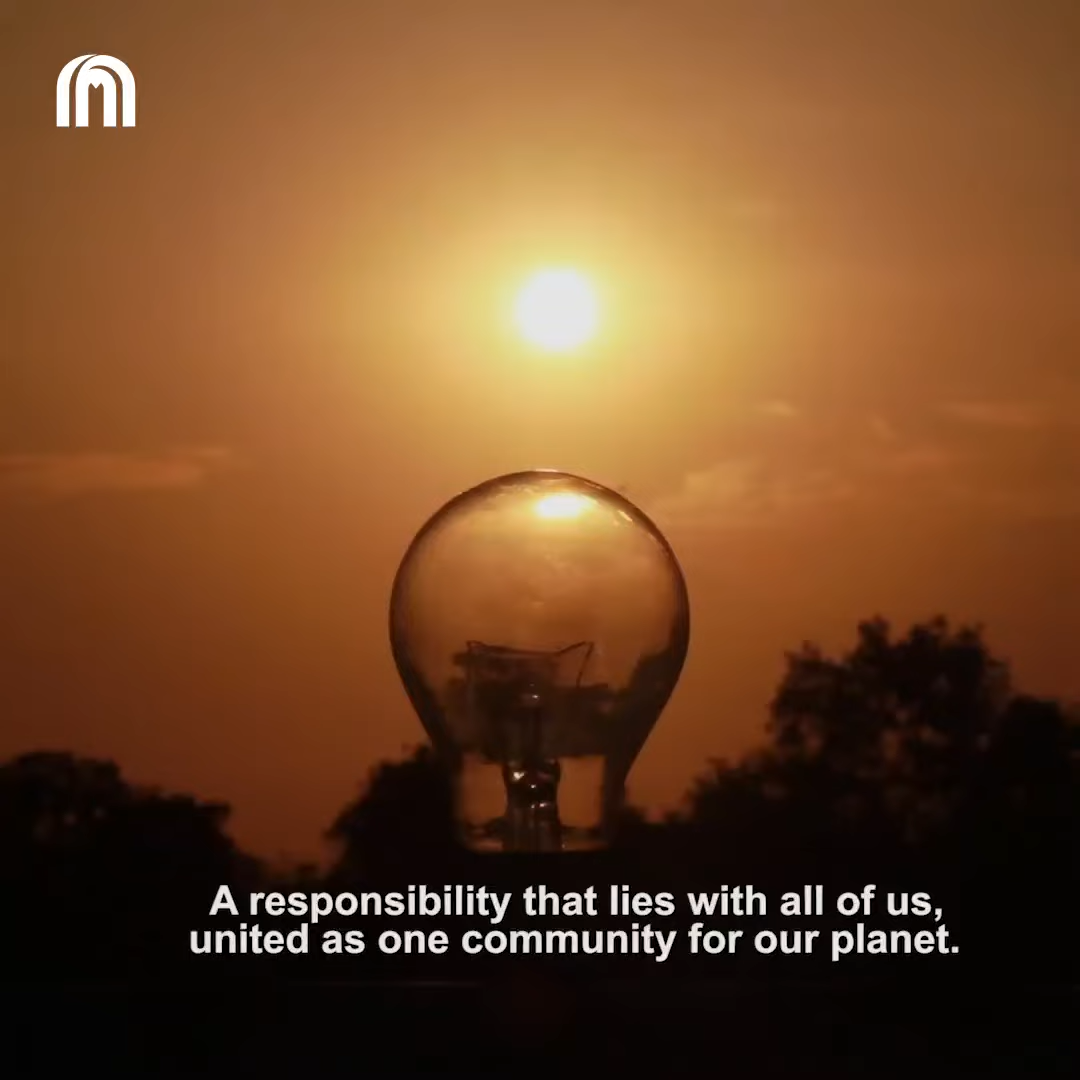 A responsibility that lies with all of us,
united as one community for our planet.